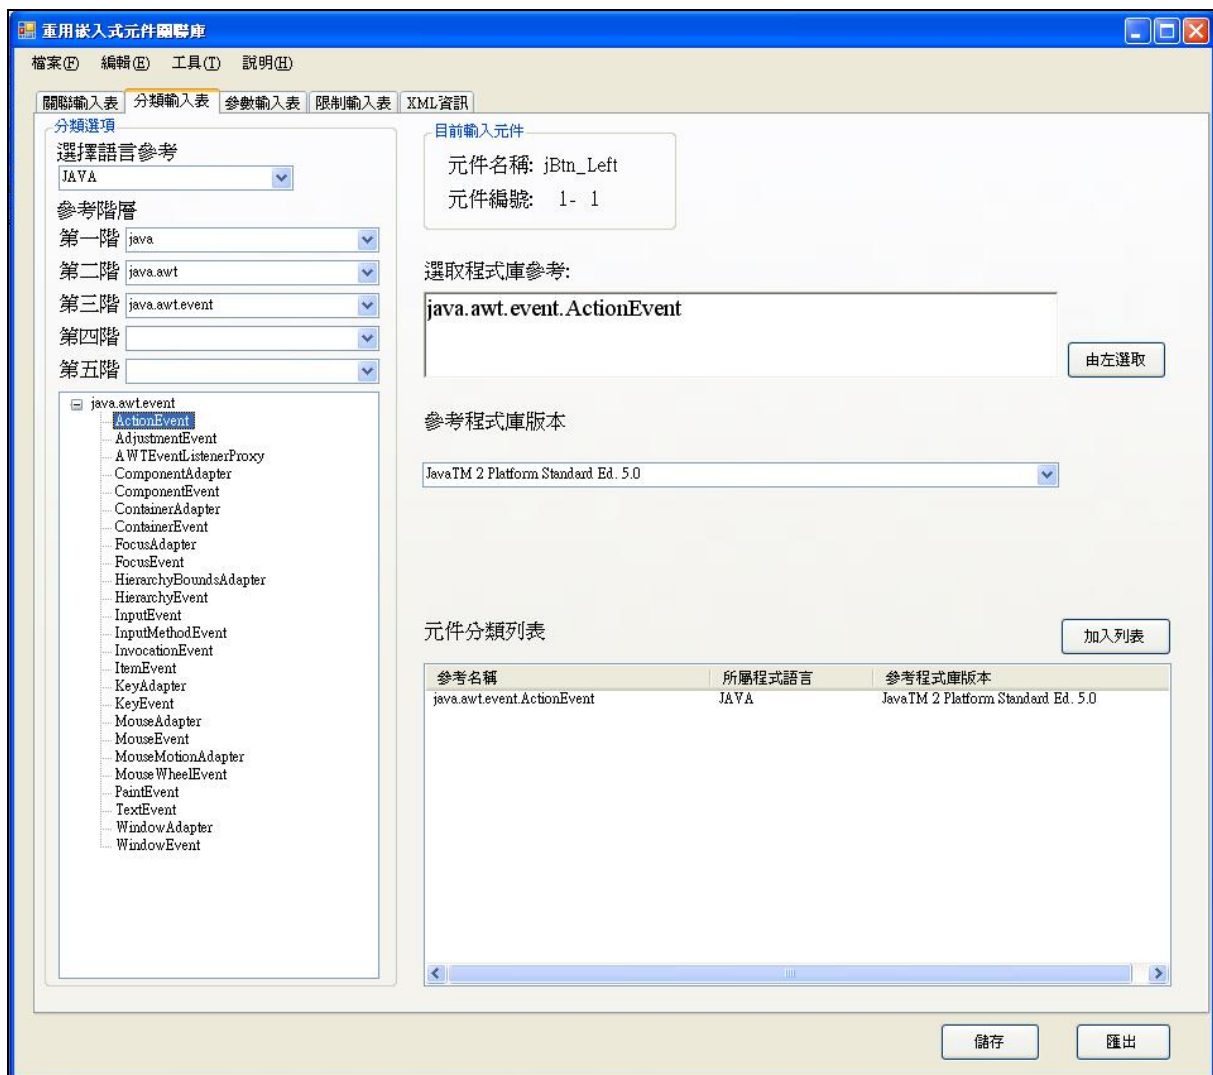 重用嵌入式元件關聯庫
檔案(F) 編輯(E) 工具(T) 說明(H)
關聯輸入表 分類輸入表 參數輸入表 限制輸入表 XML資訊
分類選項
選擇語言參考
JAVA
參考階層
第一階 java
第二階 java.awt
第三階 java.awt.event
第四階
第五階
java.awt.event
ActionEvent
AdjustmentEvent
AWTEventListenerProxy
ComponentAdapter
ComponentEvent
ContainerAdapter
ContainerEvent
FocusAdapter
FocusEvent
HierarchyBoundsAdapter
HierarchyEvent
InputEvent
InputMethodEvent
InvocationEvent
ItemEvent
KeyAdapter
KeyEvent
MouseAdapter
MouseEvent
MouseMotionAdapter
MouseWheelEvent
PaintEvent
TextEvent
WindowAdapter
WindowEvent
目前輸入元件
元件名稱: jBtn_Left
元件編號: 1- 1
選取程式庫參考:
java.awt.event.ActionEvent
由左選取
參考程式庫版本
JavaTM 2 Platform Standard Ed. 5.0
元件分類列表
加入列表
參考名稱 所屬程式語言 參考程式庫版本
java.awt.event.ActionEvent JAVA JavaTM 2 Platform Standard Ed. 5.0
儲存 匯出